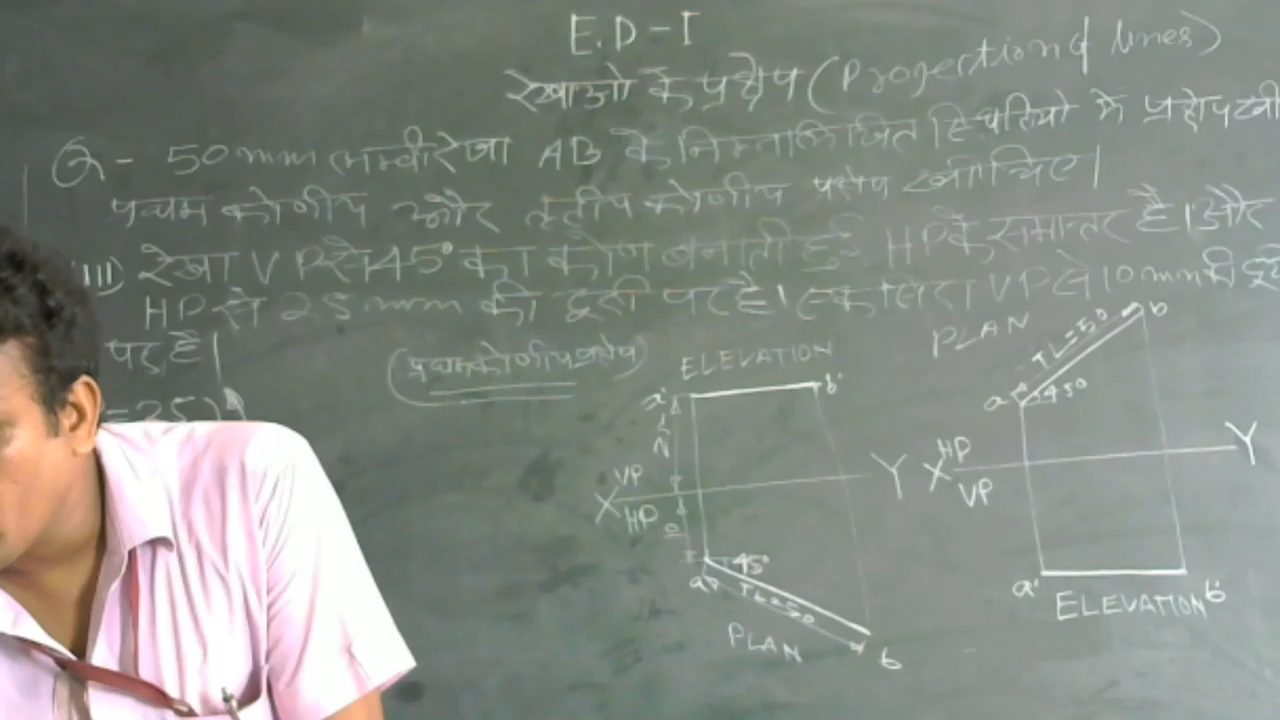 E.D-I
रेखाओ के प्रक्षेप (Projection of lines)
Q- 50mm लम्बी रेखा AB के निम्नलिखित स्थितियो मे प्रक्षेप
प्रथम कोणीय और तृतीय कोणीय प्रक्षेप खीचिए।
(III) रेखा VP से 45° का कोण बनाती हुई HP के समान्तर है। और
HP से 25mm की दूरी पर है। एक सिरा VP से 10mm की
पर है।
(प्रथम कोणीय प्रक्षेप)
ELEVATION
a' b'
VP
X Y
HP
10
45°
a
TL=50
PLAN
b
PLAN
TL=50
b
a 45°
HP
X Y
VP
a' b'
ELEVATION